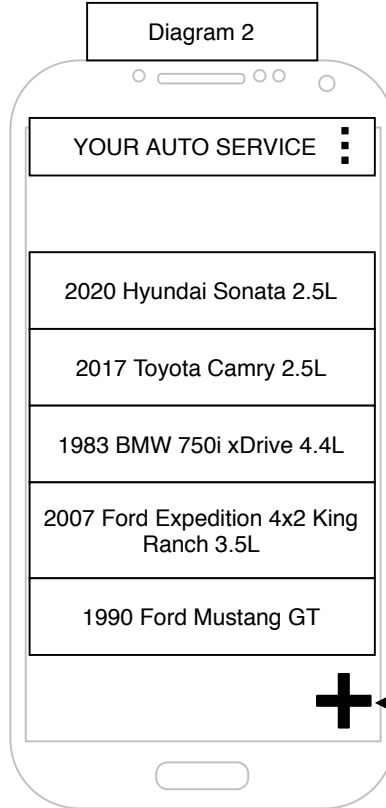 Diagram 2
YOUR AUTO SERVICE
2020 Hyundai Sonata 2.5L
2017 Toyota Camry 2.5L
1983 BMW 750i xDrive 4.4L
2007 Ford Expedition 4x2 King
Ranch 3.5L
1990 Ford Mustang GT